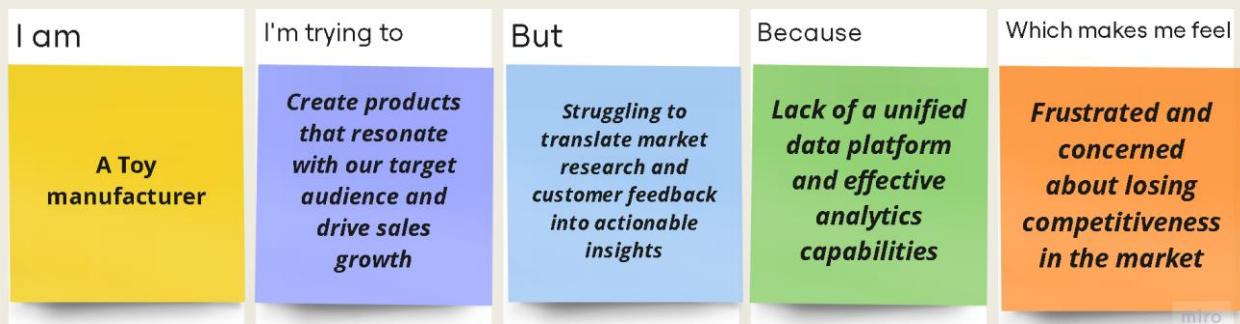 I am
A Toy
manufacturer
I'm trying to
Create products
that resonate
with our target
audience and
drive sales
growth
But
Struggling to
translate market
research and
customer feedback
into actionable
insights
Because
Lack of a unified
data platform
and effective
analytics
capabilities
Which makes me feel
Frustrated and
concerned
about losing
competitiveness
in the market
miro